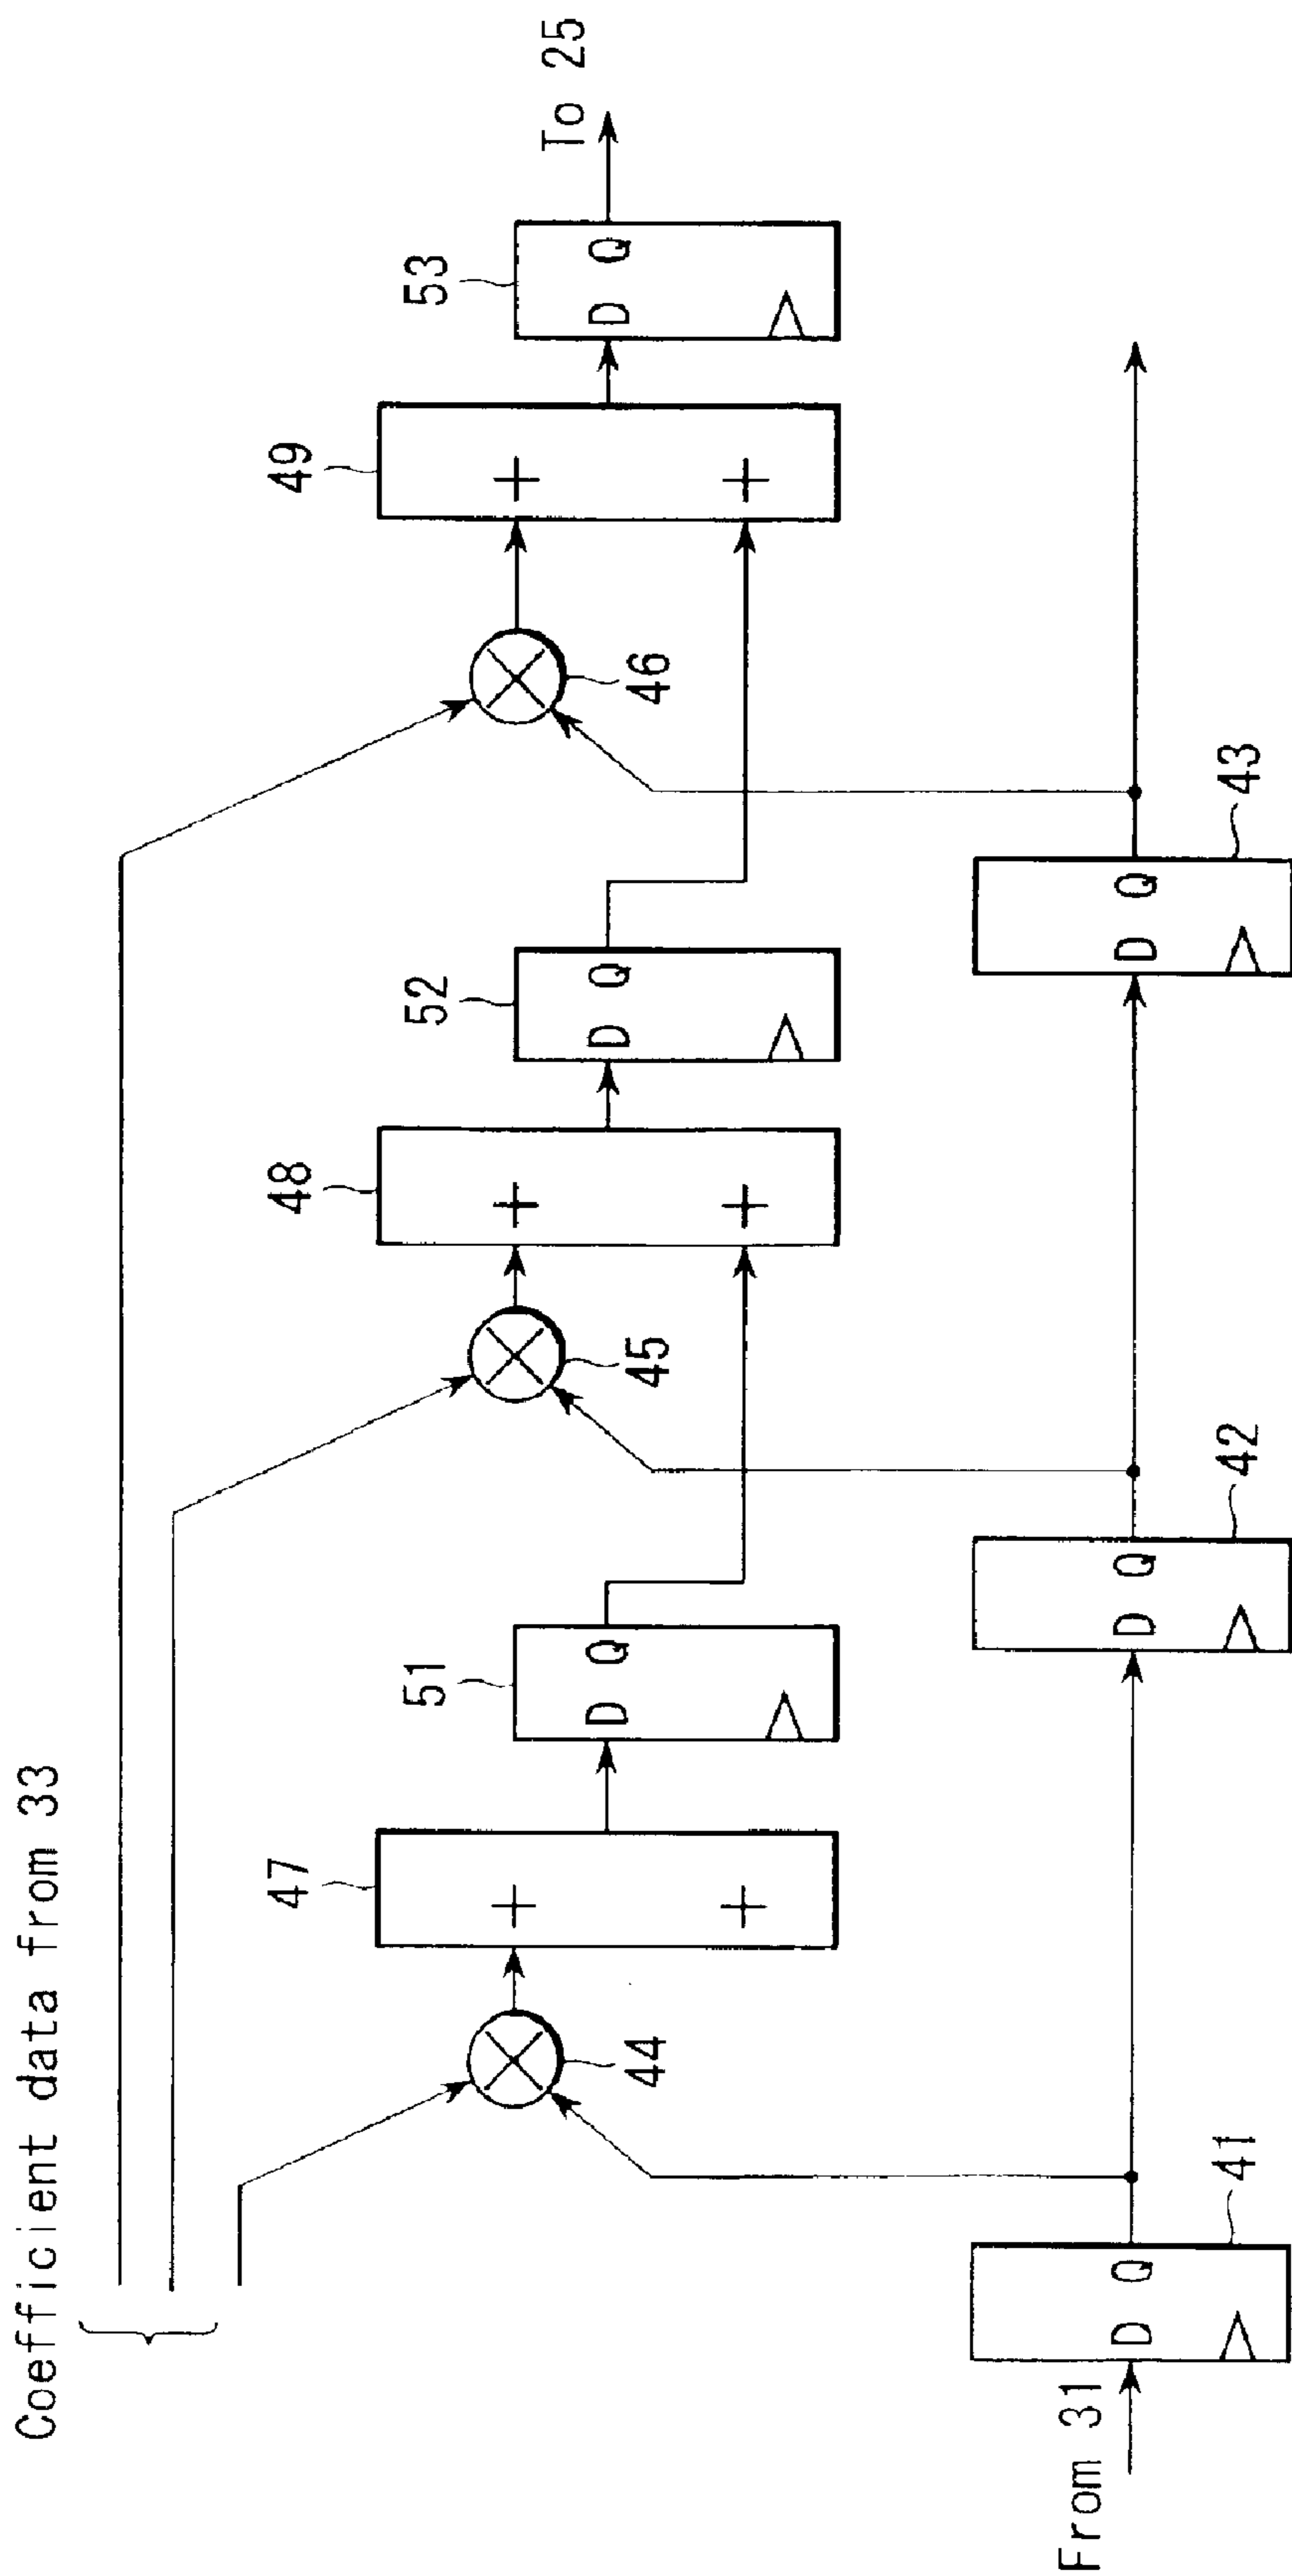 Coefficient data from 33
To 25
53
D Q
49
+
+
46
52
D Q
48
+
+
45
43
D Q
51
D Q
47
+
+
44
42
D Q
41
D Q
From 31